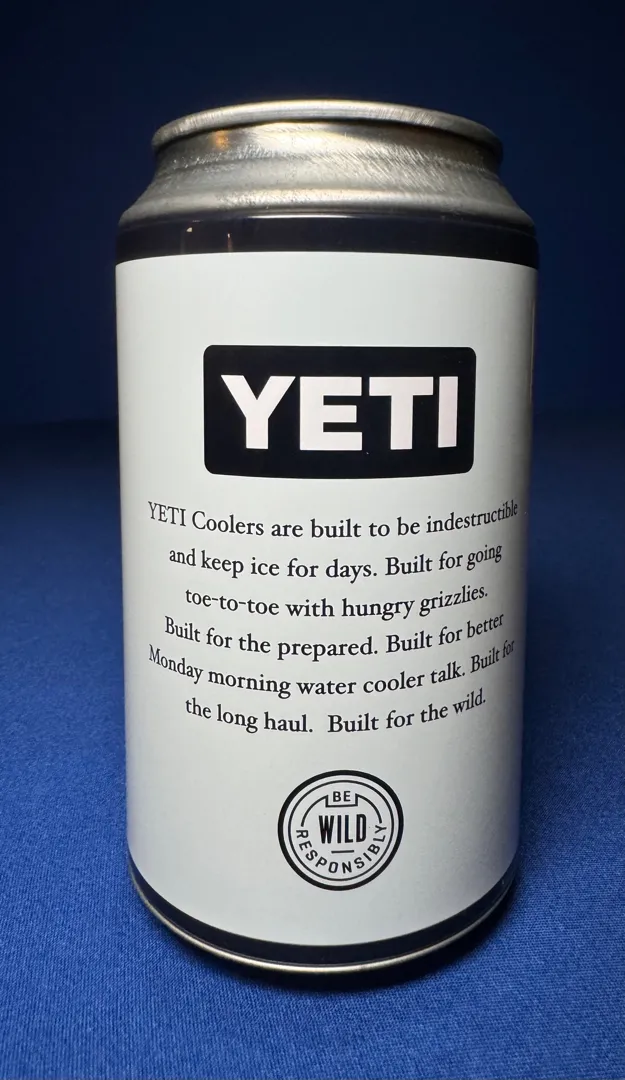 YETI
YETI Coolers are built to be indestructible
and keep ice for days. Built for going
toe-to-toe with hungry grizzlies.
Built for the prepared. Built for better
Monday morning water cooler talk. Built for
the long haul. Built for the wild.
BE
WILD
RESPONSIBLY